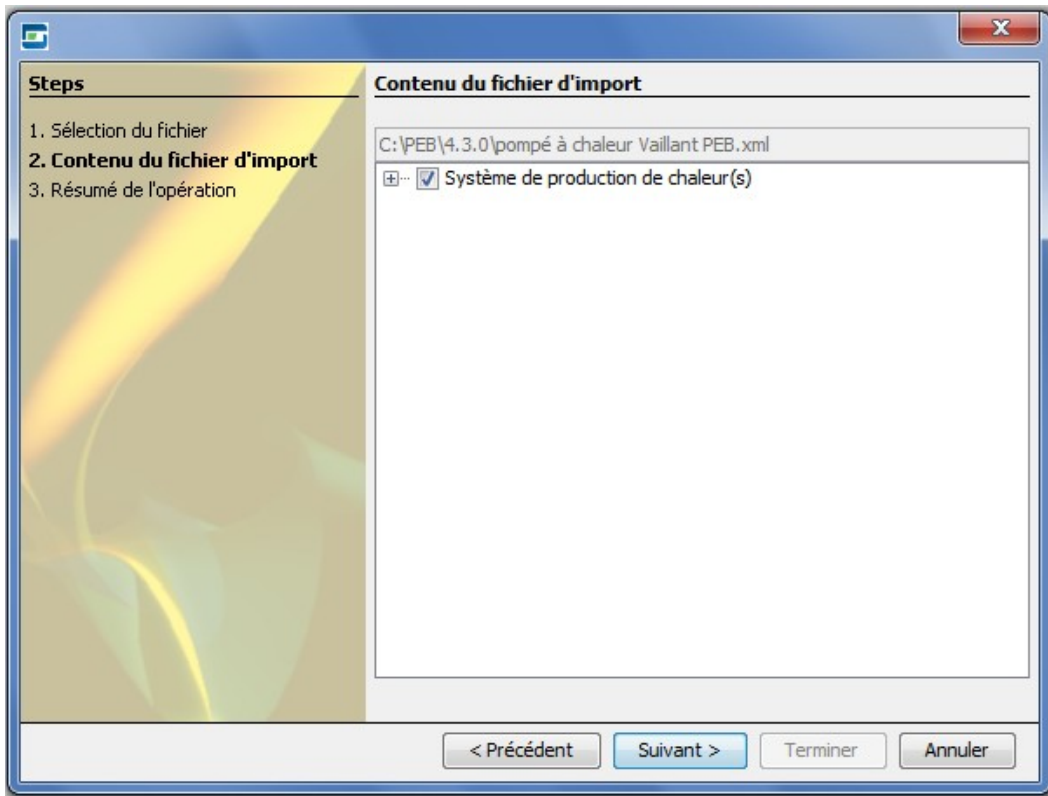 Steps
1. Sélection du fichier
2. Contenu du fichier d'import
3. Résumé de l'opération
Contenu du fichier d'import
C:\PEB\4.3.0\pompé à chaleur Vaillant PEB.xml
Système de production de chaleur(s)
< Précédent
Suivant >
Terminer
Annuler